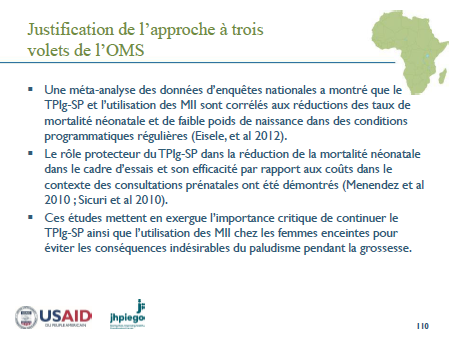 Justification de l’approche à trois
volets de l’OMS
▪ Une méta-analyse des données d’enquêtes nationales a montré que le
TPIg-SP et l’utilisation des MII sont corrélés aux réductions des taux de
mortalité néonatale et de faible poids de naissance dans des conditions
programmatiques régulières (Eisele, et al 2012).
▪ Le rôle protecteur du TPIg-SP dans la réduction de la mortalité néonatale
dans le cadre d’essais et son efficacité par rapport aux coûts dans le
contexte des consultations prénatales ont été démontrés (Menendez et al
2010 ; Sicuri et al 2010).
▪ Ces études mettent en exergue l’importance critique de continuer le
TPIg-SP ainsi que l’utilisation des MII chez les femmes enceintes pour
éviter les conséquences indésirables du paludisme pendant la grossesse.
USAID
jhpiego
110